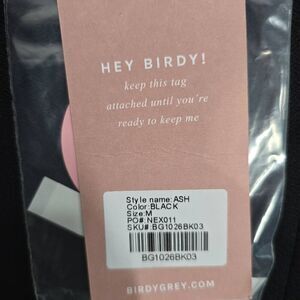 HEY BIRDY!
keep this tag
attached until you're
ready to keep me
Style name: ASH
Color:BLACK
Size:M
PO#: NEX011
SKU#:BG1026BK03
BG1026BK03
BIRDYGREY.COM